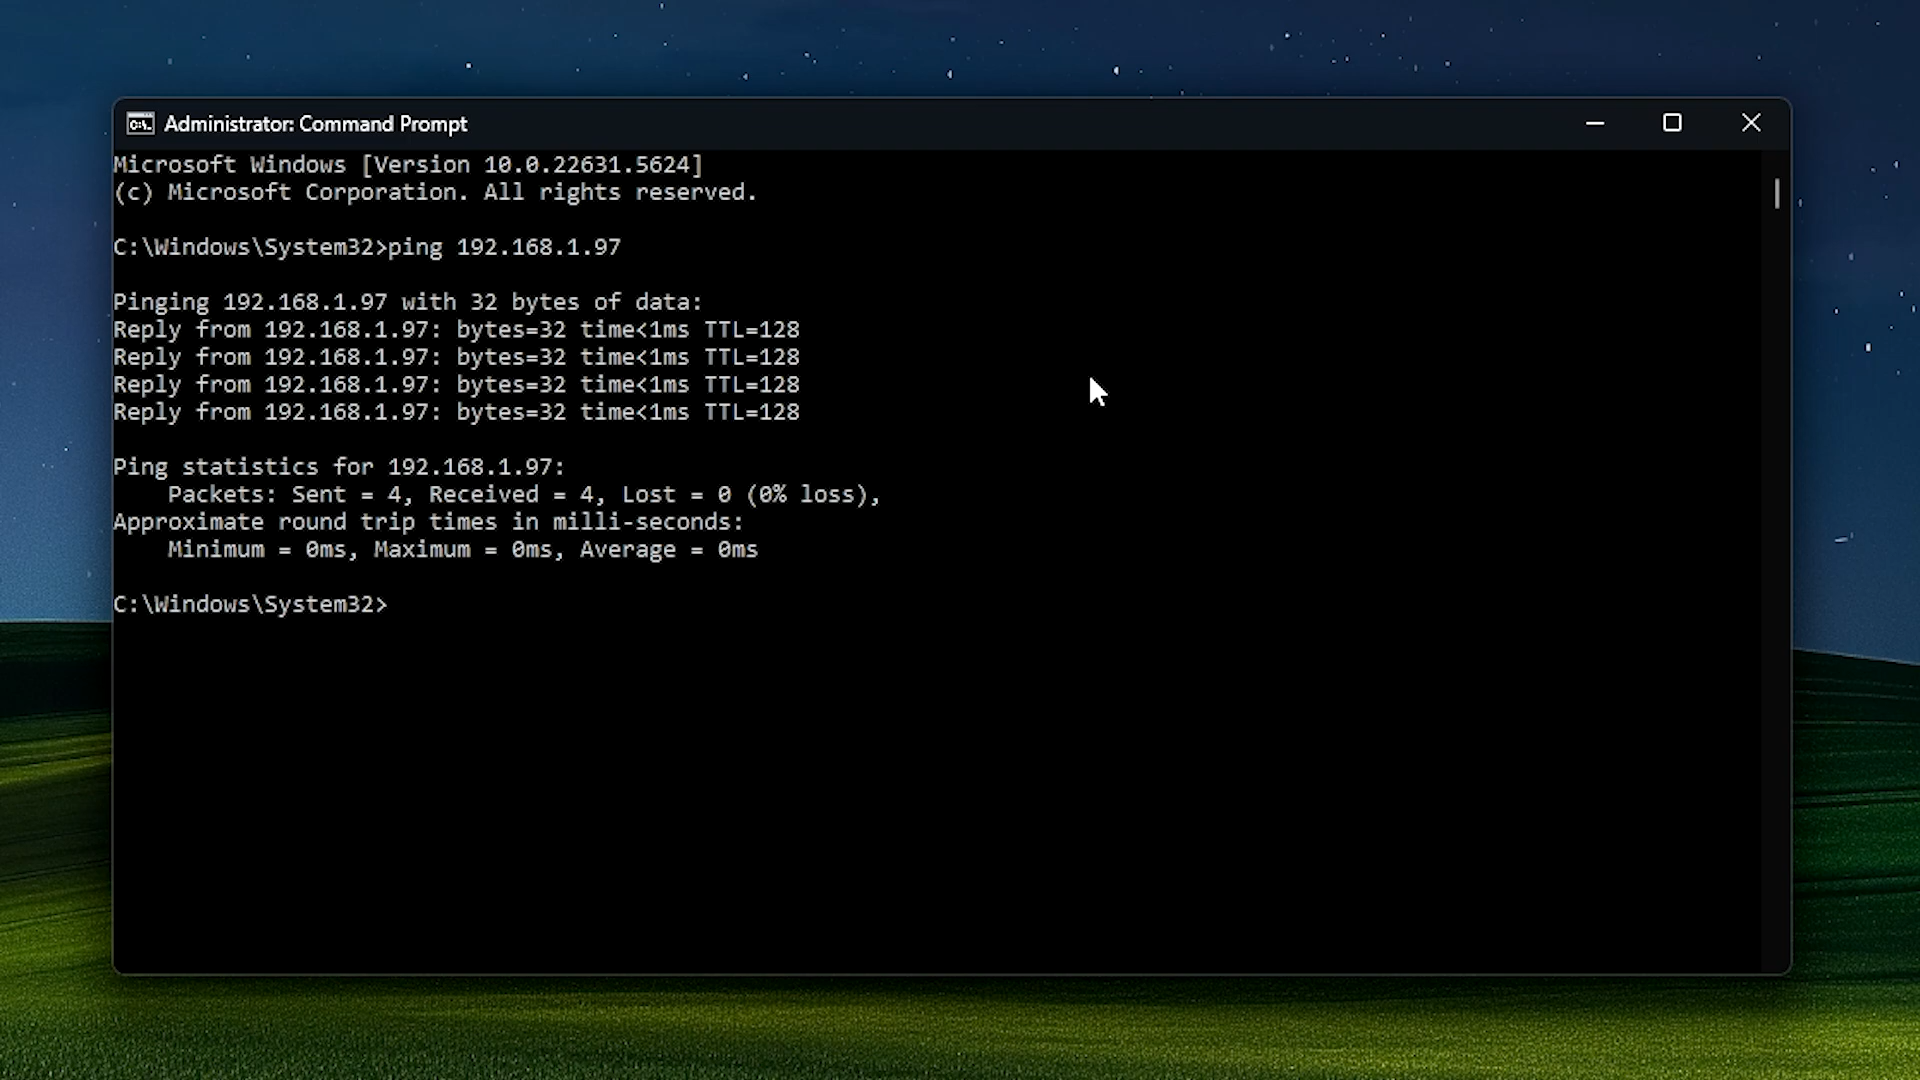 Administrator: Command Prompt
Microsoft Windows [Version 10.0.22631.5624]
(c) Microsoft Corporation. All rights reserved.
C:\Windows\System32>ping 192.168.1.97
Pinging 192.168.1.97 with 32 bytes of data:
Reply from 192.168.1.97: bytes=32 time<1ms TTL=128
Reply from 192.168.1.97: bytes=32 time<1ms TTL=128
Reply from 192.168.1.97: bytes=32 time<1ms TTL=128
Reply from 192.168.1.97: bytes=32 time<1ms TTL=128
Ping statistics for 192.168.1.97:
    Packets: Sent = 4, Received = 4, Lost = 0 (0% loss),
Approximate round trip times in milli-seconds:
    Minimum = 0ms, Maximum = 0ms, Average = 0ms
C:\Windows\System32>